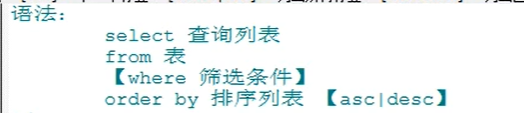 语法：
select 查询列表
from 表
【where 筛选条件】
order by 排序列表 【asc|desc】